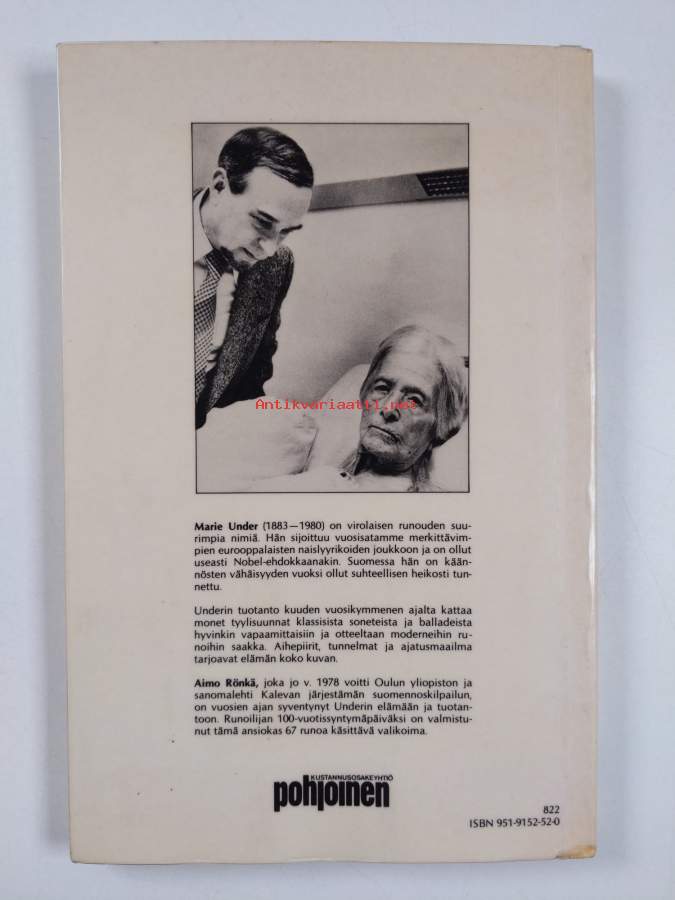 Antikvariaatti.net
Marie Under (1883—1980) on virolaisen runouden suu-
rimpia nimiä. Hän sijoittuu vuosisatamme merkittävim-
pien eurooppalaisten naislyyrikoiden joukkoon ja on ollut
useasti Nobel-ehdokkaanakin. Suomessa hän on kään-
nösten vähäisyyden vuoksi ollut suhteellisen heikosti tun-
nettu.
Underin tuotanto kuuden vuosikymmenen ajalta kattaa
monet tyylisuunnat klassisista soneteista ja balladeista
hyvinkin vapaamittaisiin ja otteeltaan moderneihin ru-
noihin saakka. Aihepiirit, tunnelmat ja ajatusmaailma
tarjoavat elämän koko kuvan.
Aimo Rönkä, joka jo v. 1978 voitti Oulun yliopiston ja
sanomalehti Kalevan järjestämän suomennoskilpailun,
on vuosien ajan syventynyt Underin elämään ja tuotan-
toon. Runoilijan 100-vuotissyntymäpäiväksi on valmistu-
nut tämä ansiokas 67 runoa käsittävä valikoima.
KUSTANNUSOSAKEYHTIÖ
pohjoinen
822
ISBN 951-9152-52-0